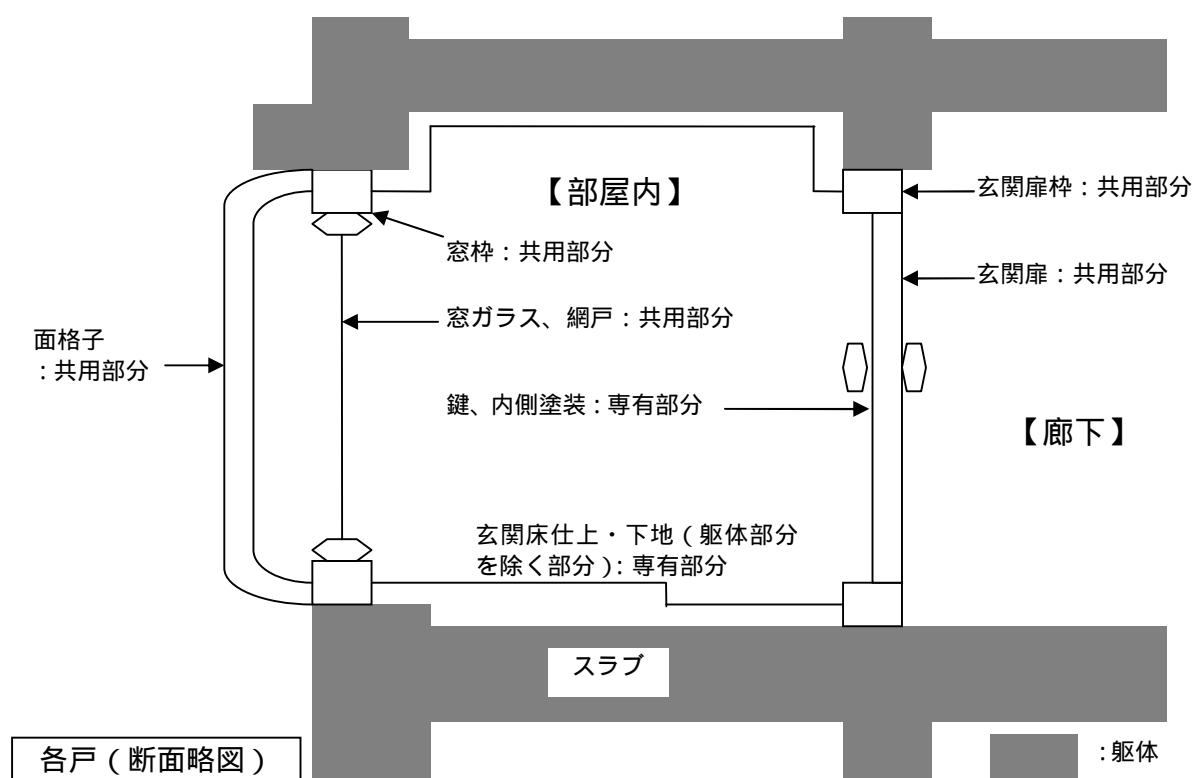 【部屋内】
玄関扉枠：共用部分
窓枠：共用部分
玄関扉：共用部分
窓ガラス、網戸：共用部分
面格子
：共用部分
鍵、内側塗装：専有部分
【廊下】
玄関床仕上・下地（躯体部分
を除く部分）：専有部分
スラブ
各戸（断面略図）
：躯体